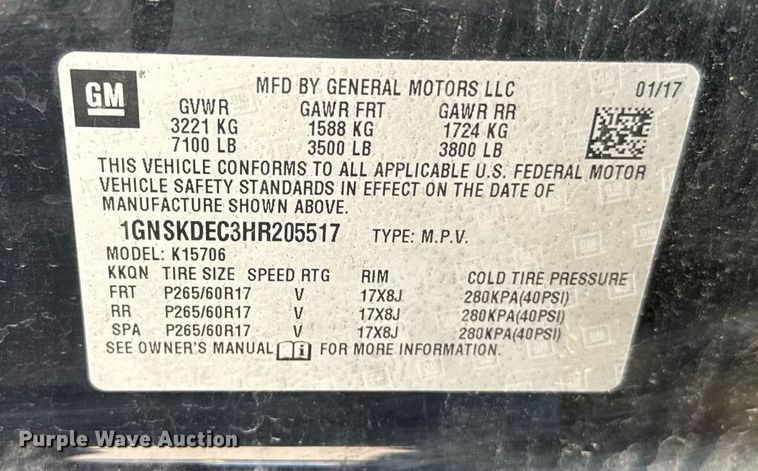 GM
MFD BY GENERAL MOTORS LLC 01/17
GVWR GAWR FRT GAWR RR
3221 KG 1588 KG 1724 KG
7100 LB 3500 LB 3800 LB
THIS VEHICLE CONFORMS TO ALL APPLICABLE U.S. FEDERAL MOTOR
VEHICLE SAFETY STANDARDS IN EFFECT ON THE DATE OF
MANUFACTURE SHOWN ABOVE.
1GNSKDEC3HR205517 TYPE: M.P.V.
MODEL: K15706
KKQN TIRE SIZE SPEED RTG RIM COLD TIRE PRESSURE
FRT P265/60R17 V 17X8J 280KPA(40PSI)
RR P265/60R17 V 17X8J 280KPA(40PSI)
SPA P265/60R17 V 17X8J 280KPA(40PSI)
SEE OWNER'S MANUAL i FOR MORE INFORMATION.
Purple Wave Auction